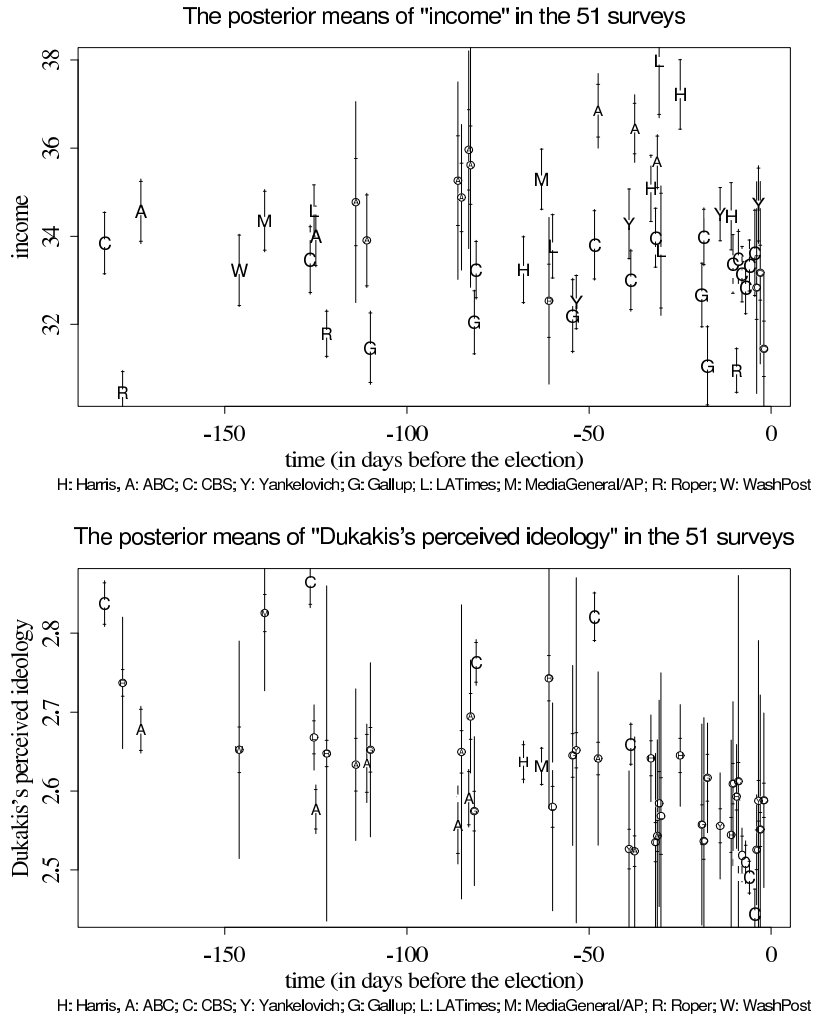 The posterior means of "income" in the 51 surveys
income
38
36
34
32
-150 -100 -50 0
time (in days before the election)
H: Harris, A: ABC; C: CBS; Y: Yankelovich; G: Gallup; L: LATimes; M: MediaGeneral/AP; R: Roper; W: WashPost
The posterior means of "Dukakis's perceived ideology" in the 51 surveys
Dukakis's perceived ideology
2.8
2.7
2.6
2.5
-150 -100 -50 0
time (in days before the election)
H: Harris, A: ABC; C: CBS; Y: Yankelovich; G: Gallup; L: LATimes; M: MediaGeneral/AP; R: Roper; W: WashPost